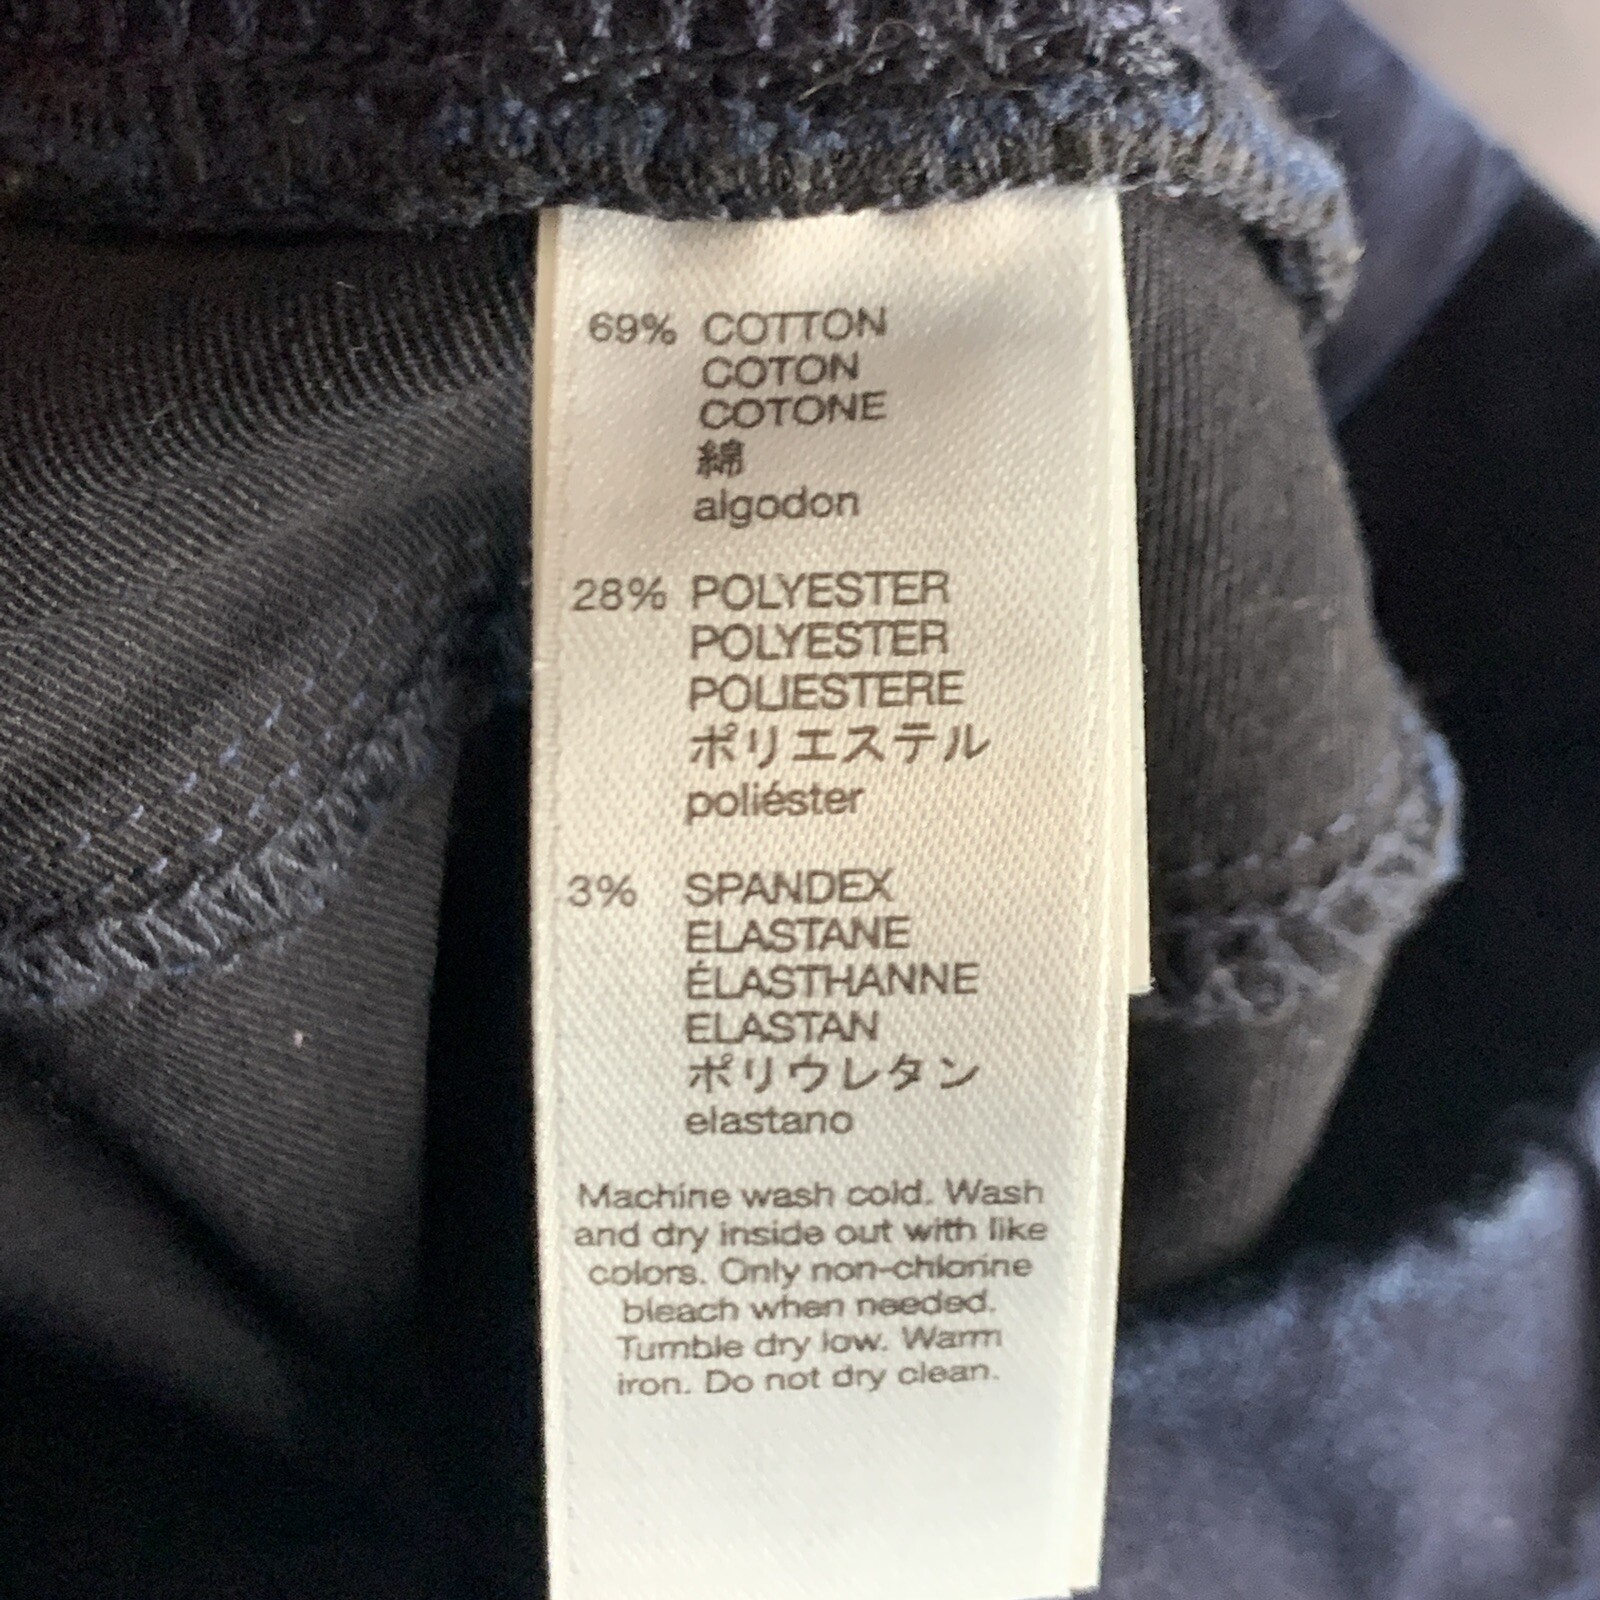 69% COTTON
COTON
COTONE
綿
algodon
28% POLYESTER
POLYESTER
POLIESTERE
ポリエステル
poliéster
3% SPANDEX
ELASTANE
ÉLASTHANNE
ELASTAN
ポリウレタン
elastano
Machine wash cold. Wash
and dry inside out with like
colors. Only non-chlorine
bleach when needed.
Tumble dry low. Warm
iron. Do not dry clean.